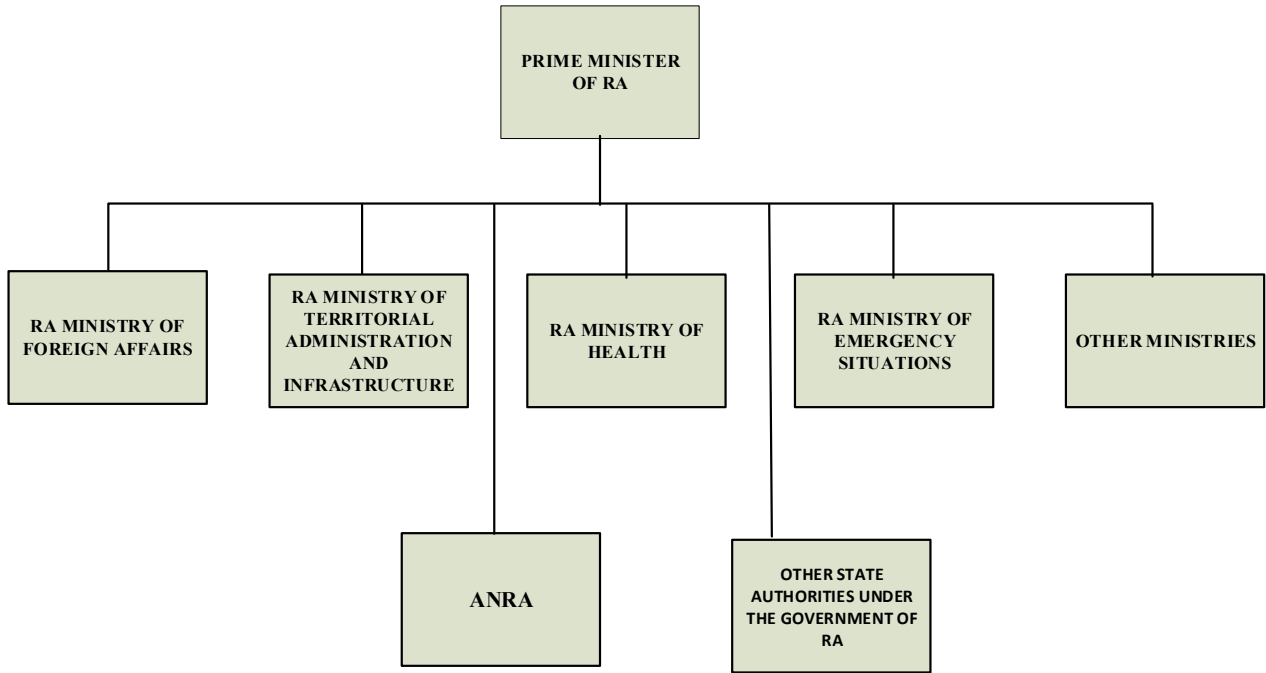 PRIME MINISTER
OF RA
RA MINISTRY OF
FOREIGN AFFAIRS
RA MINISTRY OF
TERRITORIAL
ADMINISTRATION
AND
INFRASTRUCTURE
RA MINISTRY OF
HEALTH
RA MINISTRY OF
EMERGENCY
SITUATIONS
OTHER MINISTRIES
ANRA
OTHER STATE
AUTHORITIES UNDER
THE GOVERNMENT OF
RA